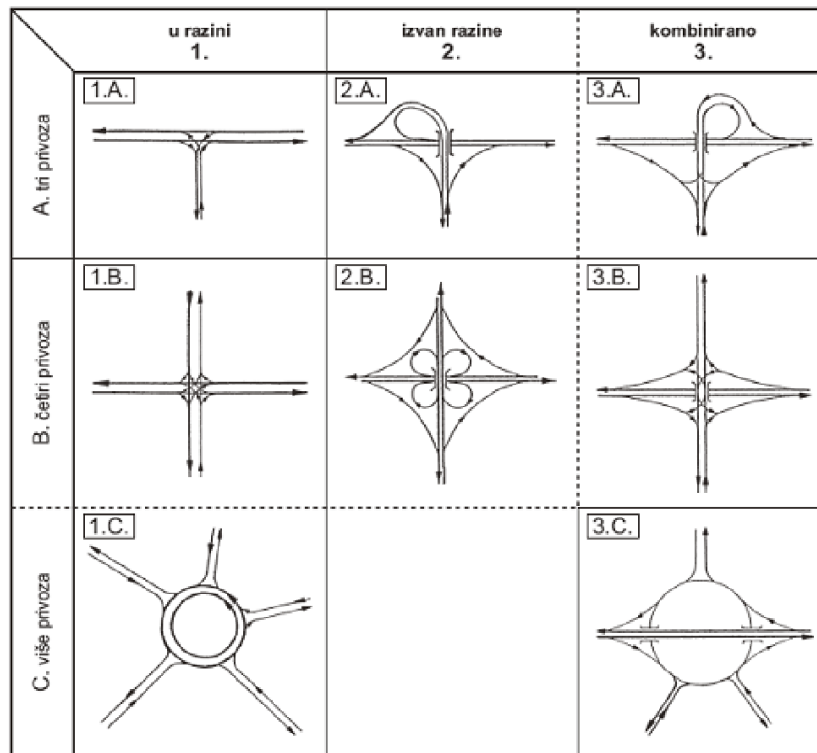 u razini
1.
izvan razine
2.
kombinirano
3.
A. tri privoza
1.A.
2.A.
3.A.
B. četiri privoza
1.B.
2.B.
3.B.
C. više privoza
1.C.
3.C.